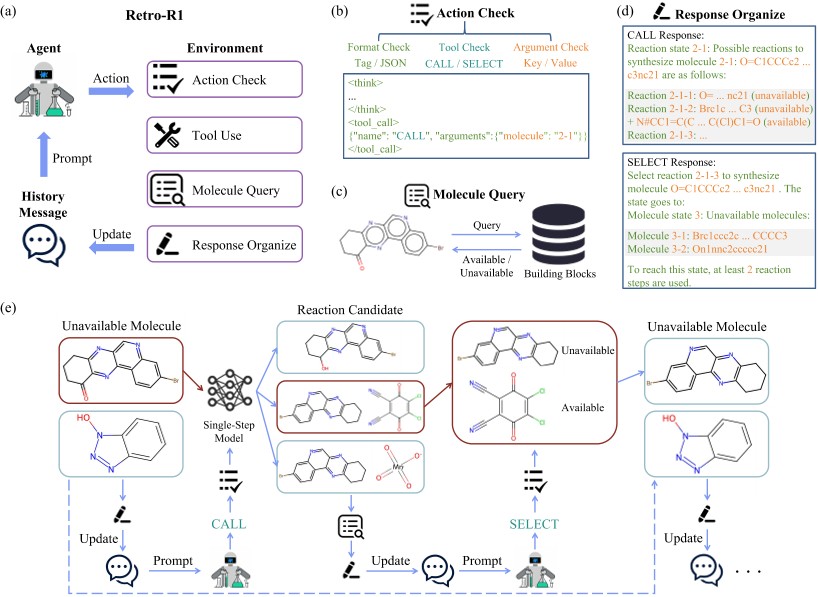 (a)
Retro-R1
Agent
Environment
Action
Action Check
Tool Use
Prompt
Molecule Query
History
Message
Update
Response Organize
(b)
Action Check
Format Check
Tag / JSON
Tool Check
CALL / SELECT
Argument Check
Key / Value
<think>
...
</think>
<tool_call>
{"name": "CALL", "arguments":{"molecule": "2-1"}}
</tool_call>
(c)
Molecule Query
Query
Available /
Unavailable
Building Blocks
Br
O
N
(d)
Response Organize
CALL Response:
Reaction state 2-1: Possible reactions to
synthesize molecule 2-1: O=C1CCCc2 ...
c3nc21 are as follows:
Reaction 2-1-1: O= ... nc21 (unavailable)
Reaction 2-1-2: Brc1c ... C3 (unavailable)
+ N#CC1=C(C ... C(Cl)C1=O (available)
Reaction 2-1-3: ...
SELECT Response:
Select reaction 2-1-3 to synthesize
molecule O=C1CCCc2 ... c3nc21 . The
state goes to:
Molecule state 3: Unavailable molecules:
Molecule 3-1: Brc1ccc2c ... CCCC3
Molecule 3-2: On1nnc2ccccc21
To reach this state, at least 2 reaction
steps are used.
(e)
Unavailable Molecule
Reaction Candidate
Unavailable Molecule
Single-Step
Model
Unavailable
Available
HO
HO
Update
Prompt
CALL
Update
Prompt
SELECT
Update
...